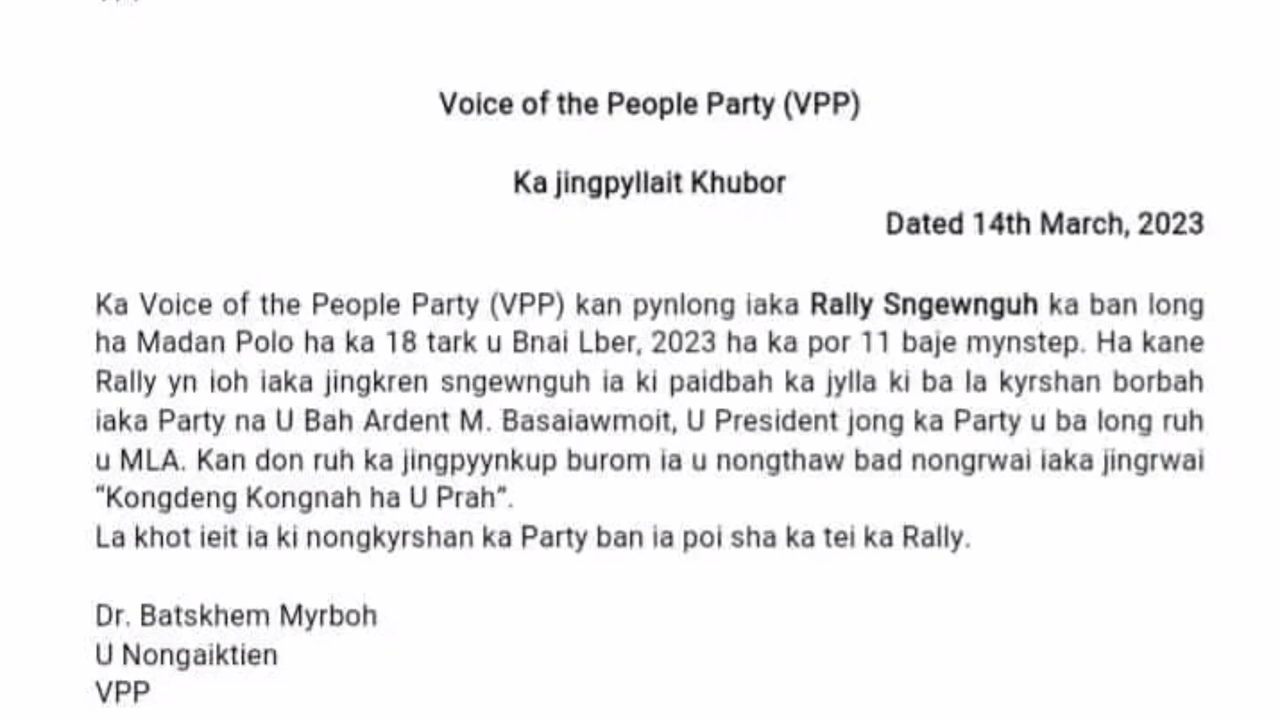 Voice of the People Party (VPP)
Ka jingpyllait Khubor
Dated 14th March, 2023
Ka Voice of the People Party (VPP) kan pynlong iaka Rally Sngewnguh ka ban long
ha Madan Polo ha ka 18 tark u Bnai Lber, 2023 ha ka por 11 baje mynstep. Ha kane
Rally yn ioh iaka jingkren sngewnguh ia ki paidbah ka jylla ki ba la kyrshan borbah
iaka Party na U Bah Ardent M. Basaiawmoit, U President jong ka Party u ba long ruh
u MLA. Kan don ruh ka jingpyynkup burom ia u nongthaw bad nongrwai iaka jingrwai
“Kongdeng Kongnah ha U Prah”.
La khot ieit ia ki nongkyrshan ka Party ban ia poi sha ka tei ka Rally.
Dr. Batskhem Myrboh
U Nongaiktien
VPP